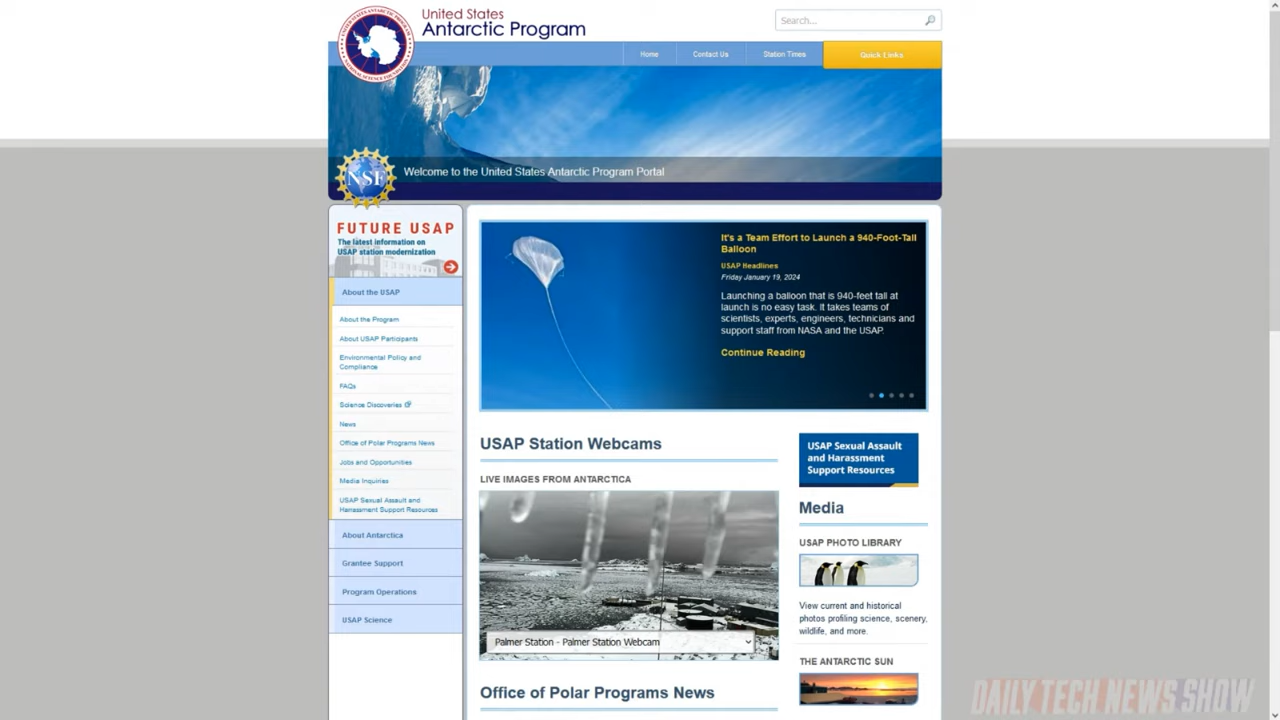 United States
Antarctic Program
Search...
Home
Contact Us
Station Times
Quick Links
NSF
Welcome to the United States Antarctic Program Portal
FUTURE USAP
The latest information on
USAP station modernization
About the USAP
About the Program
About USAP Participants
Environmental Policy and
Compliance
FAQs
Science Discoveries
News
Office of Polar Programs News
Jobs and Opportunities
Media Inquiries
USAP Sexual Assault and
Harrassment Support Resources
About Antarctica
Grantee Support
Program Operations
USAP Science
It's a Team Effort to Launch a 940-Foot-Tall
Balloon
USAP Headlines
Friday January 19, 2024
Launching a balloon that is 940-feet tall at
launch is no easy task. It takes teams of
scientists, experts, engineers, technicians and
support staff from NASA and the USAP.
Continue Reading
USAP Station Webcams
LIVE IMAGES FROM ANTARCTICA
Palmer Station - Palmer Station Webcam
Office of Polar Programs News
USAP Sexual Assault
and Harassment
Support Resources
Media
USAP PHOTO LIBRARY
View current and historical
photos profiling science, scenery,
wildlife, and more.
THE ANTARCTIC SUN
DAILY TECH NEWS SHOW